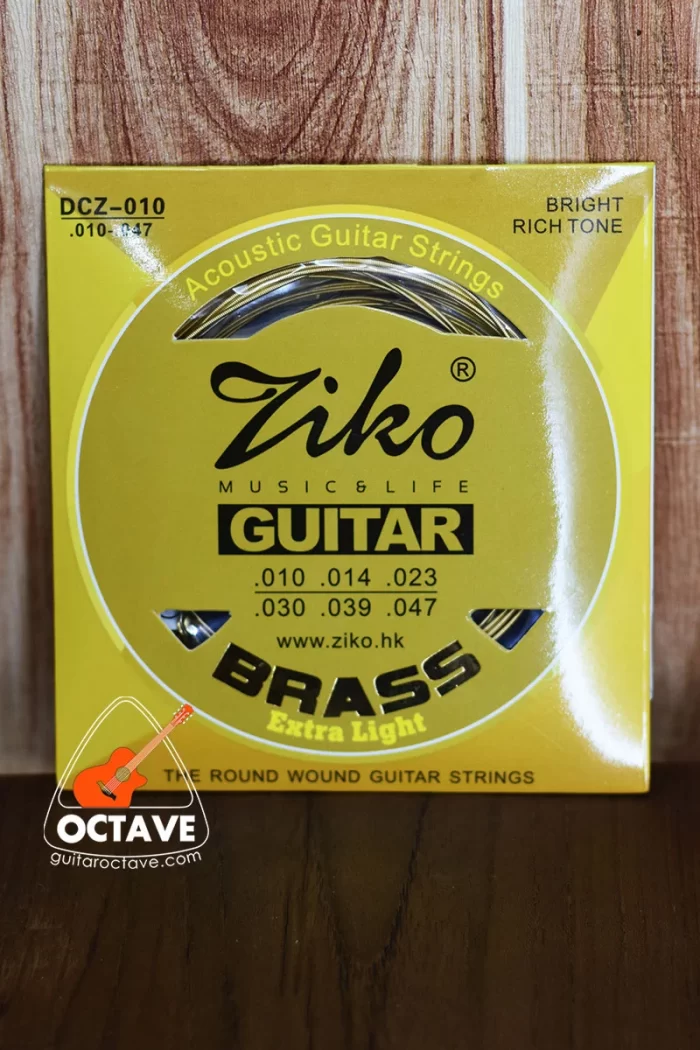 DCZ-010
.010-.047
BRIGHT
RICH TONE
Acoustic Guitar Strings
Ziko®
MUSIC & LIFE
GUITAR
.010 .014 .023
.030 .039 .047
www.ziko.hk
BRASS
Extra Light
THE ROUND WOUND GUITAR STRINGS
OCTAVE
guitaroctave.com